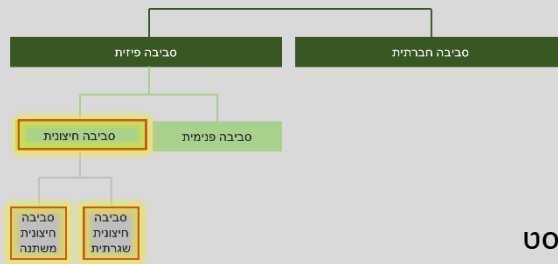 סביבה חברתית
סביבה פיזית
סביבה פנימית
סביבה חיצונית
סביבה
חיצונית
שגרתית
סביבה
חיצונית
משתנה
סט